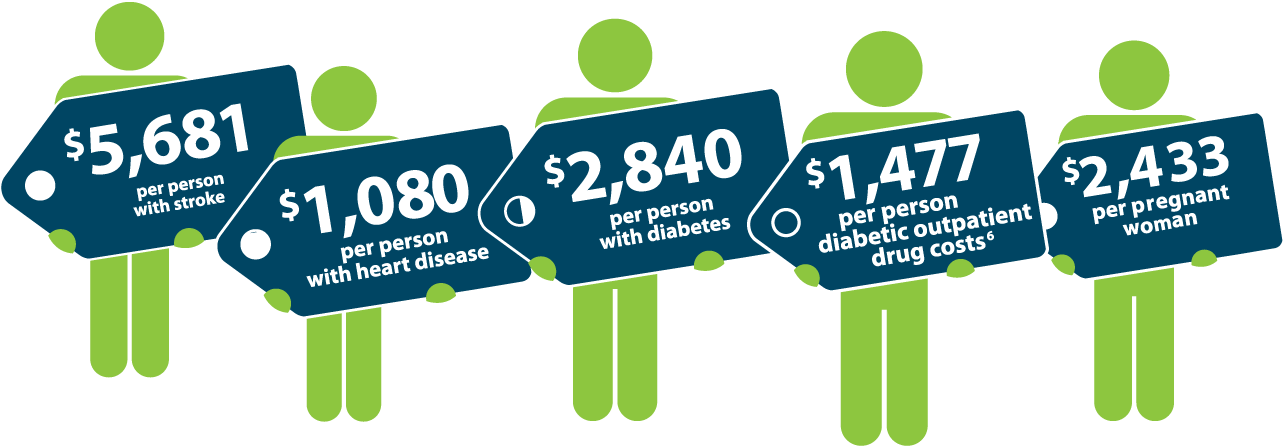 $5,681
per person
with stroke
$1,080
per person
with heart disease
$2,840
per person
with diabetes
$1,477
per person
diabetic outpatient
drug costs6
$2,433
per pregnant
woman